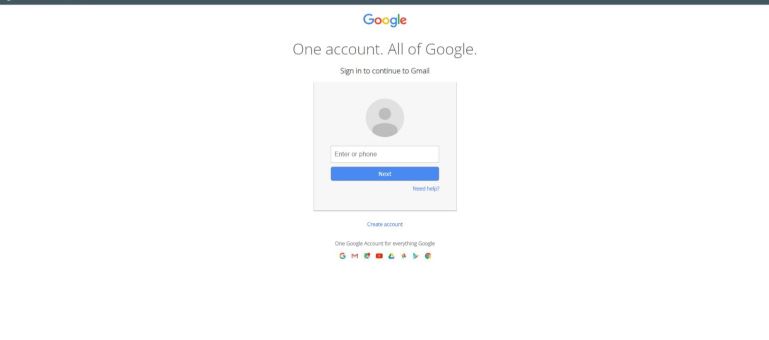 Google
One account. All of Google.
Sign in to continue to Gmail
Enter or phone
Next
Need help?
Create account
One Google Account for everything Google